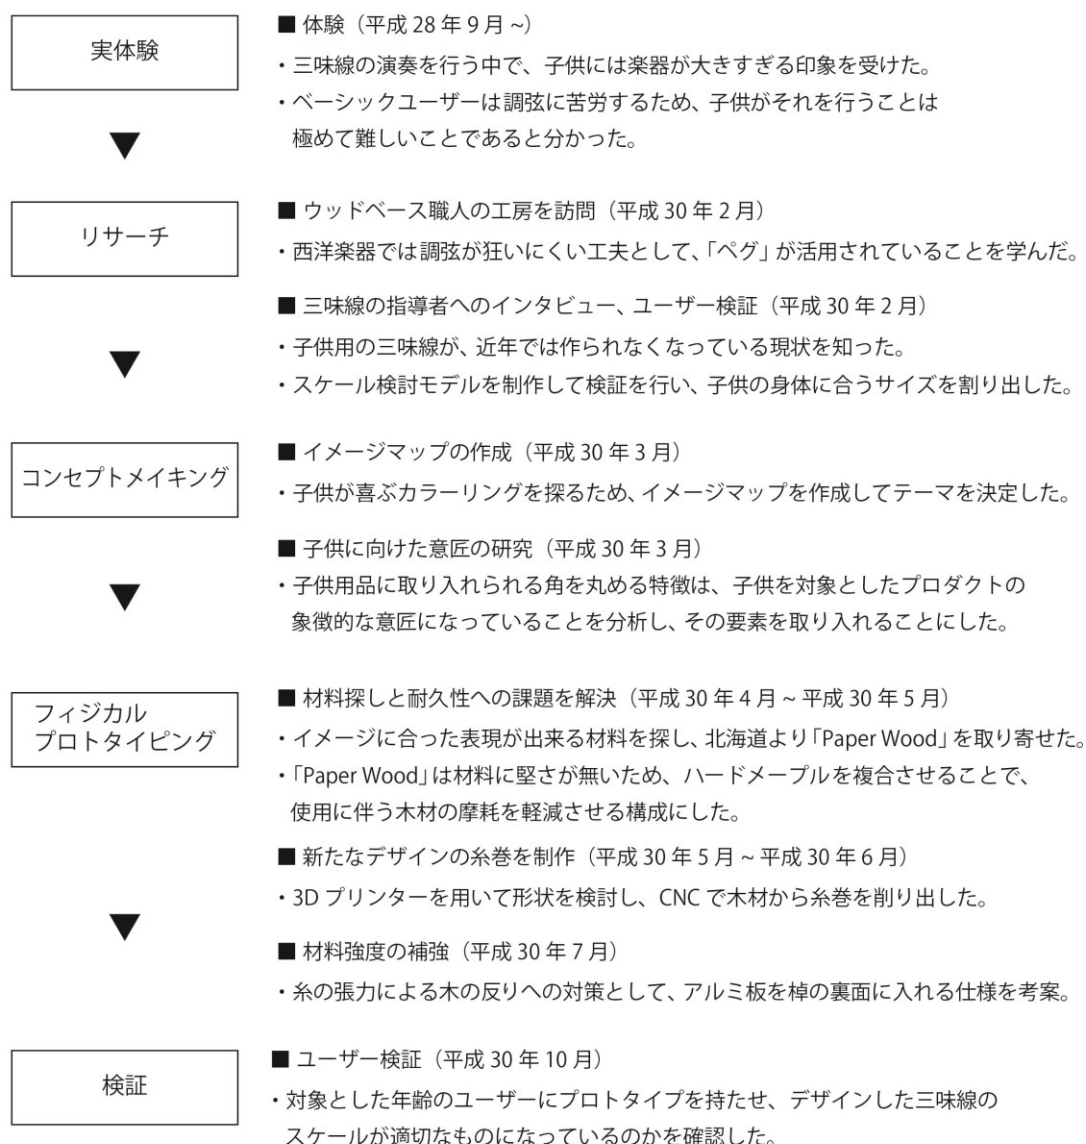 実体験
■ 体験（平成 28 年 9 月 ~）
・三味線の演奏を行う中で、子供には楽器が大きすぎる印象を受けた。
・ベーシックユーザーは調弦に苦労するため、子供がそれを行うことは
極めて難しいことであると分かった。
▼
リサーチ
■ ウッドベース職人の工房を訪問（平成 30 年 2 月）
・西洋楽器では調弦が狂いにくい工夫として、「ペグ」が活用されていることを学んだ。
■ 三味線の指導者へのインタビュー、ユーザー検証（平成 30 年 2 月）
・子供用の三味線が、近年では作られなくなっている現状を知った。
・スケール検討モデルを制作して検証を行い、子供の身体に合うサイズを割り出した。
▼
コンセプトメイキング
■ イメージマップの作成（平成 30 年 3 月）
・子供が喜ぶカラーリングを探るため、イメージマップを作成してテーマを決定した。
■ 子供に向けた意匠の研究（平成 30 年 3 月）
・子供用品に取り入れられる角を丸める特徴は、子供を対象としたプロダクトの
象徴的な意匠になっていることを分析し、その要素を取り入れることにした。
▼
フィジカル
プロトタイピング
■ 材料探しと耐久性への課題を解決（平成 30 年 4 月 ~ 平成 30 年 5 月）
・イメージに合った表現が出来る材料を探し、北海道より「Paper Wood」を取り寄せた。
・「Paper Wood」は材料に堅さが無いため、ハードメープルを複合させることで、
使用に伴う木材の摩耗を軽減させる構成にした。
■ 新たなデザインの糸巻を制作（平成 30 年 5 月 ~ 平成 30 年 6 月）
・3D プリンターを用いて形状を検討し、CNC で木材から糸巻を削り出した。
■ 材料強度の補強（平成 30 年 7 月）
・糸の張力による木の反りへの対策として、アルミ板を棹の裏面に入れる仕様を考案。
▼
検証
■ ユーザー検証（平成 30 年 10 月）
・対象とした年齢のユーザーにプロトタイプを持たせ、デザインした三味線の
スケールが適切なものになっているのかを確認した。